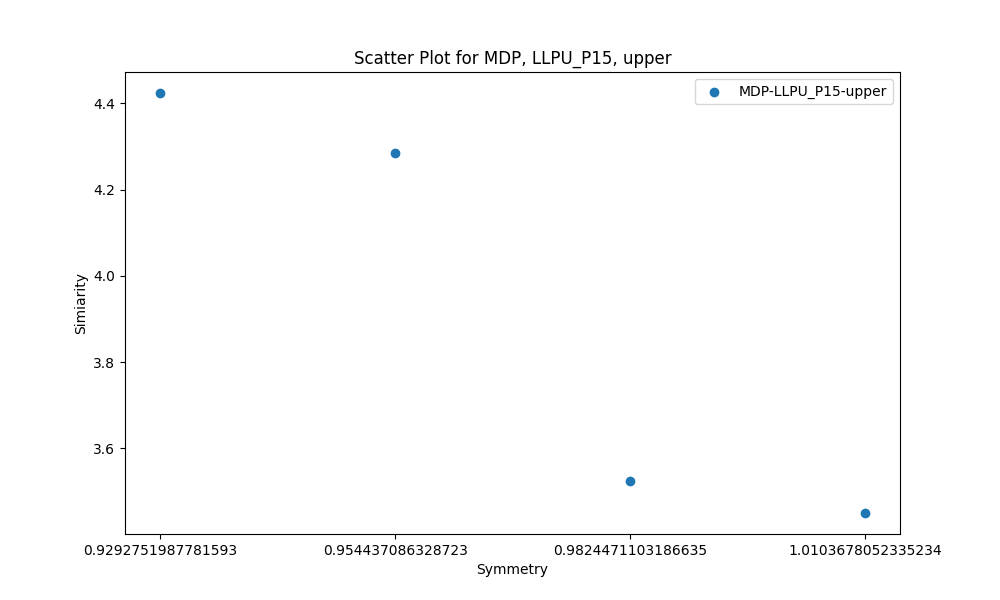 Scatter Plot for MDP, LLPU_P15, upper
MDP-LLPU_P15-upper
4.4
4.2
4.0
3.8
3.6
Simiarity
0.9292751987781593
0.954437086328723
0.9824471103186635
1.0103678052335234
Symmetry